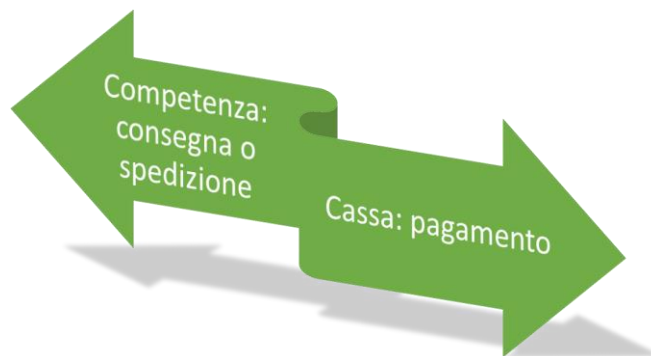 Competenza:
consegna o
spedizione
Cassa: pagamento